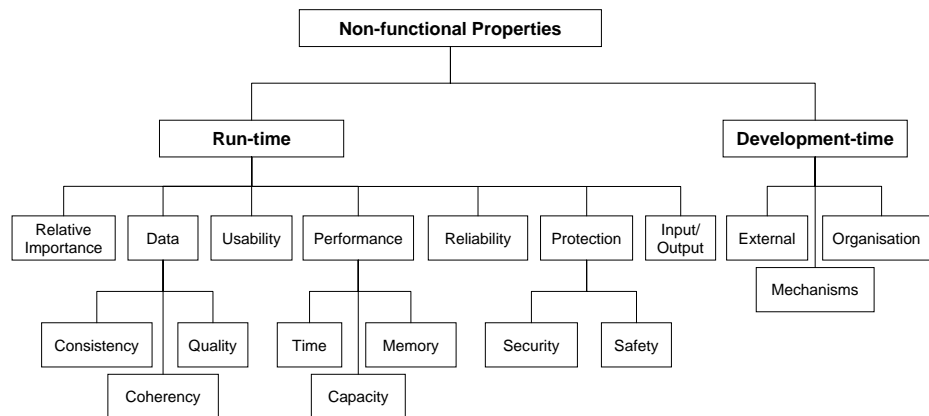 Non-functional Properties
Run-time
Development-time
Relative
Importance
Data
Usability
Performance
Reliability
Protection
Input/
Output
External
Organisation
Mechanisms
Consistency
Quality
Time
Memory
Security
Safety
Coherency
Capacity